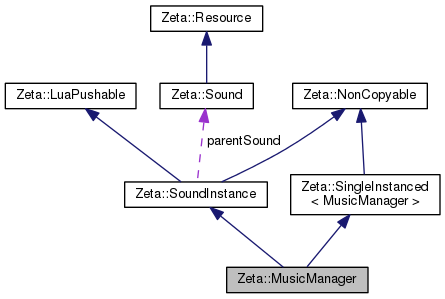 Zeta::Resource
Zeta::LuaPushable
Zeta::Sound
Zeta::NonCopyable
parentSound
Zeta::SoundInstance
Zeta::SingleInstanced
< MusicManager >
Zeta::MusicManager